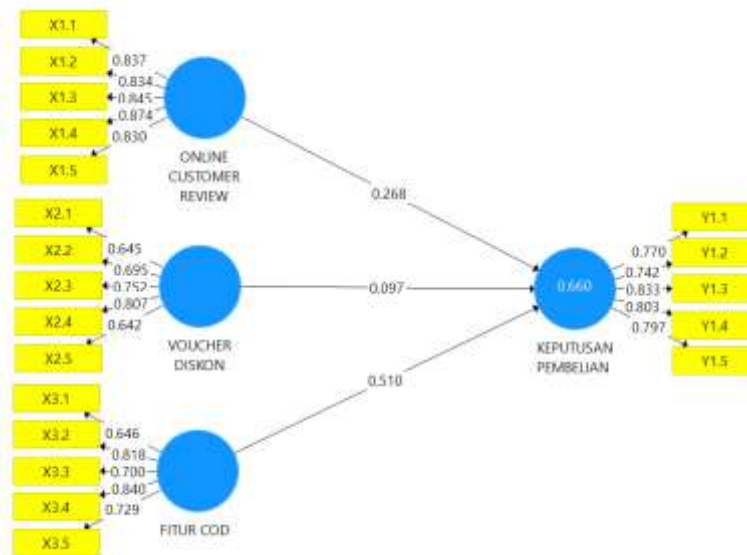 X1.1
0.837
X1.2
0.834
X1.3
0.845
X1.4
0.874
X1.5
0.830
ONLINE
CUSTOMER
REVIEW
0.268
X2.1
0.645
X2.2
0.695
X2.3
0.752
X2.4
0.807
X2.5
0.642
VOUCHER
DISKON
0.097
X3.1
0.646
X3.2
0.818
X3.3
0.700
X3.4
0.840
X3.5
0.729
FITUR COD
0.510
0.660
KEPUTUSAN
PEMBELIAN
Y1.1
0.770
Y1.2
0.742
Y1.3
0.833
Y1.4
0.803
Y1.5
0.797